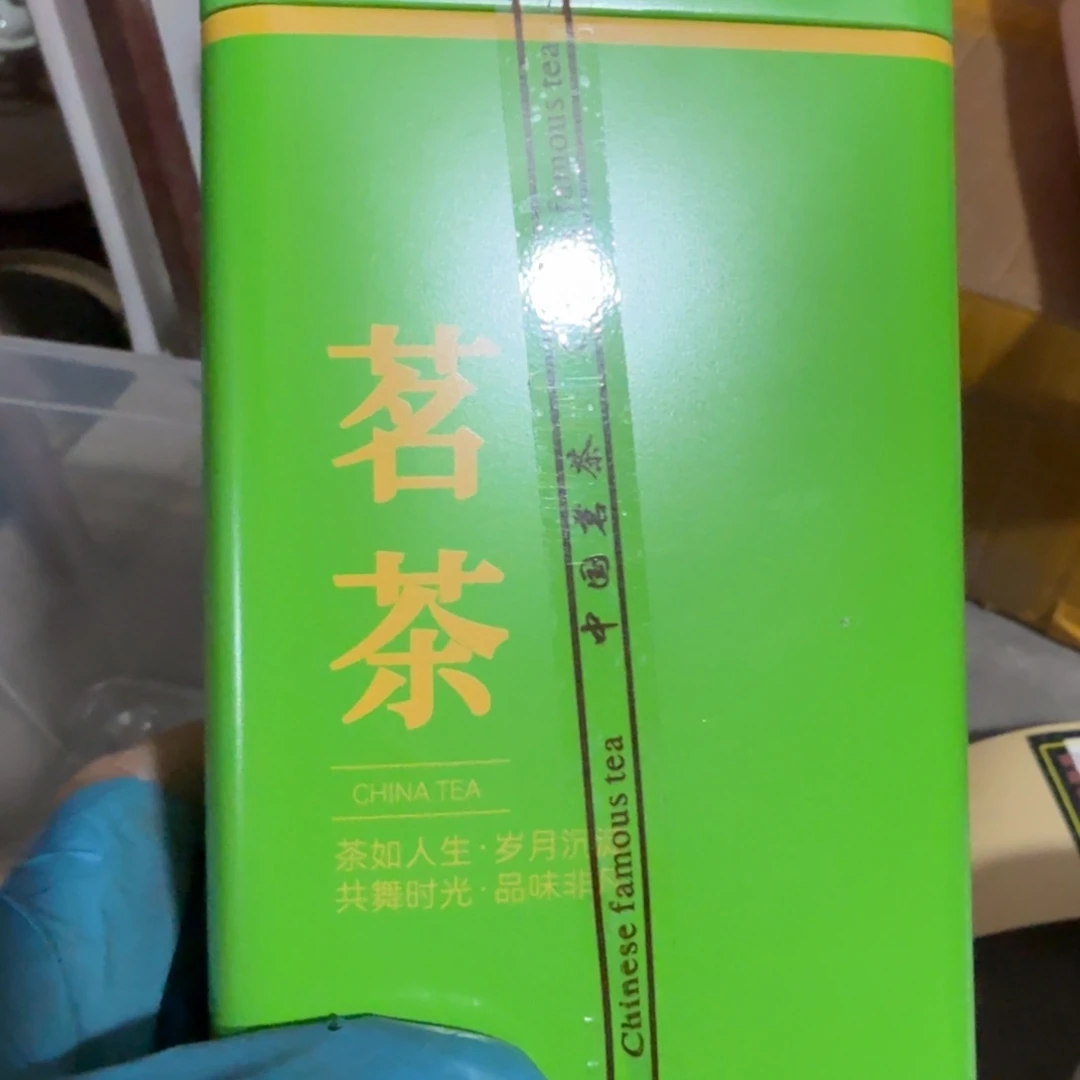 茗茶
CHINA TEA
茶如人生·岁月沉
共舞时光·品味非
famous tea
中国茗茶
Chinese famous tea